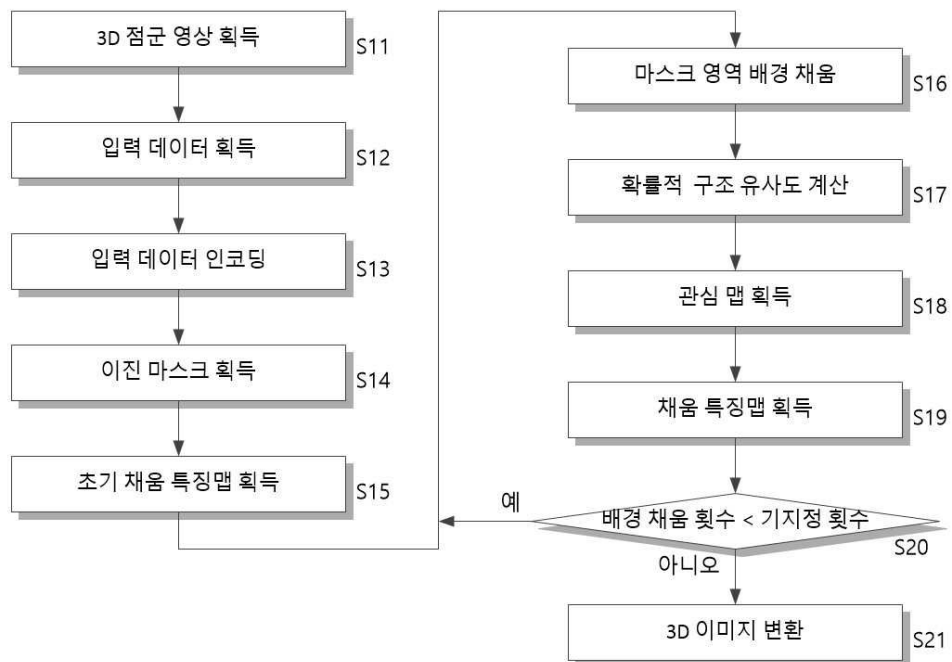 3D 점군 영상 획득
S11
입력 데이터 획득
S12
입력 데이터 인코딩
S13
이진 마스크 획득
S14
초기 채움 특징맵 획득
S15
마스크 영역 배경 채움
S16
확률적 구조 유사도 계산
S17
관심 맵 획득
S18
채움 특징맵 획득
S19
예
배경 채움 횟수 < 기지정 횟수
S20
아니오
3D 이미지 변환
S21